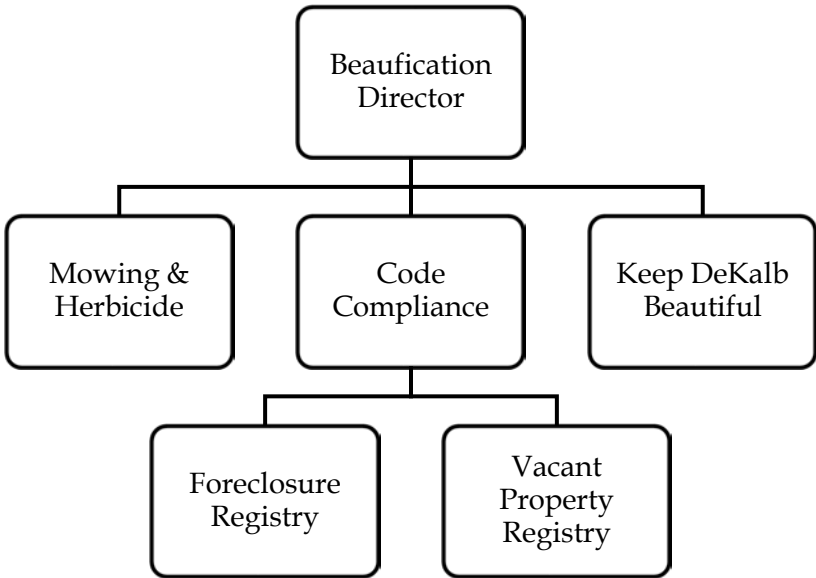 Beaufication
Director
Mowing &
Herbicide
Code
Compliance
Keep DeKalb
Beautiful
Foreclosure
Registry
Vacant
Property
Registry